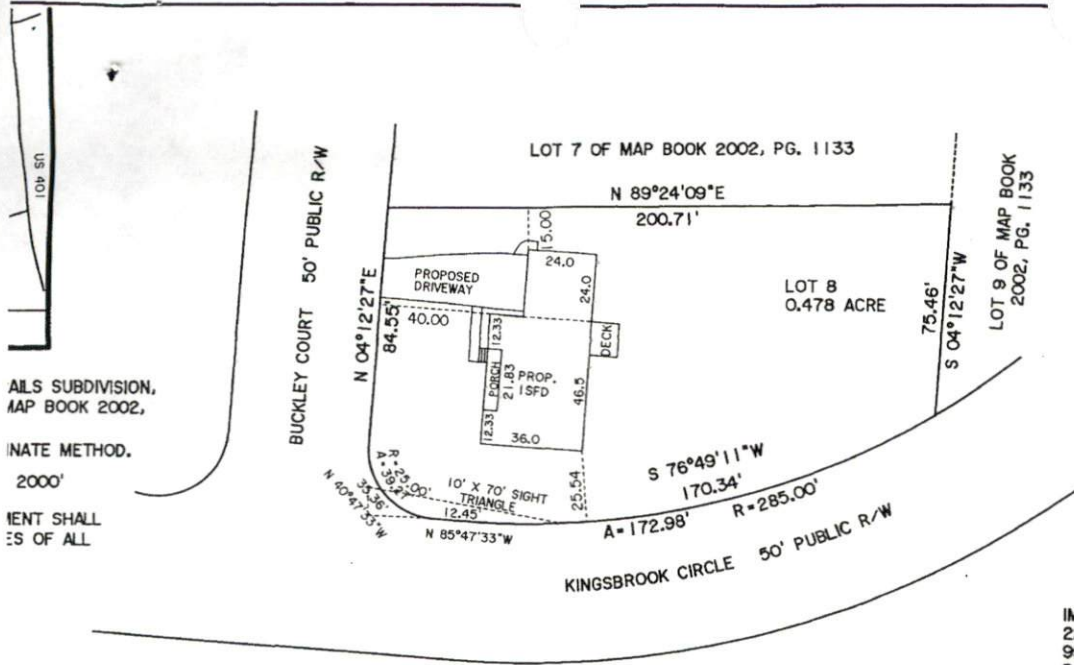 US 401
LOT 7 OF MAP BOOK 2002, PG. 1133
N 89°24'09"E
200.71'
LOT 9 OF MAP BOOK
2002, PG. 1133
BUCKLEY COURT 50' PUBLIC R/W
15.00
24.0
24.0
PROPOSED
DRIVEWAY
LOT 8
0.478 ACRE
75.46'
S 04°12'27"W
N 04°12'27"E
84.55'
40.00
12.33
DECK
PORCH
21.83
PROP.
1SFD
46.5
12.33
36.0
AILS SUBDIVISION,
MAP BOOK 2002,
INATE METHOD.
2000'
MENT SHALL
ES OF ALL
S 76°49'11"W
170.34'
R=25.00'
A=39.27'
35.36'
N 40°47'33"W
10' X 70' SIGHT
TRIANGLE
25.54
12.45'
N 85°47'33"W
A=172.98'
R=285.00'
KINGSBROOK CIRCLE 50' PUBLIC R/W